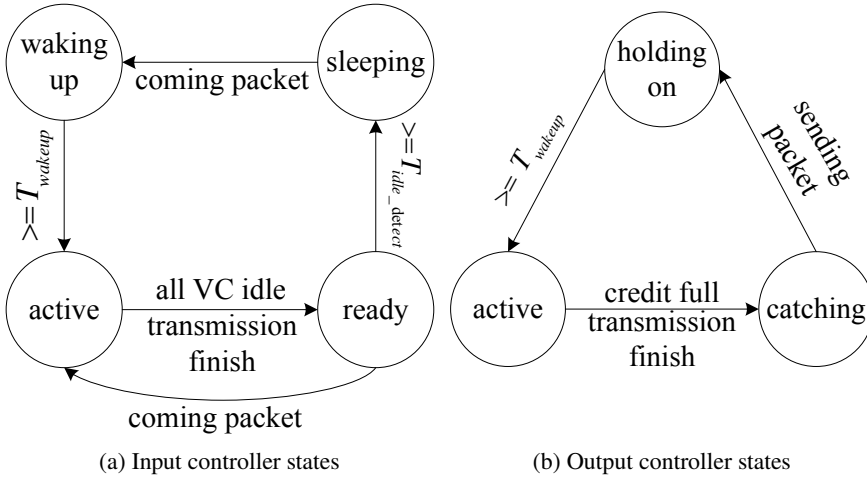 waking
up
coming packet
sleeping
>=T_wakeup
>=T_idle_detect
active
all VC idle
transmission
finish
ready
coming packet
(a) Input controller states
holding
on
>= T_wakeup
sending
packet
active
credit full
transmission
finish
catching
(b) Output controller states